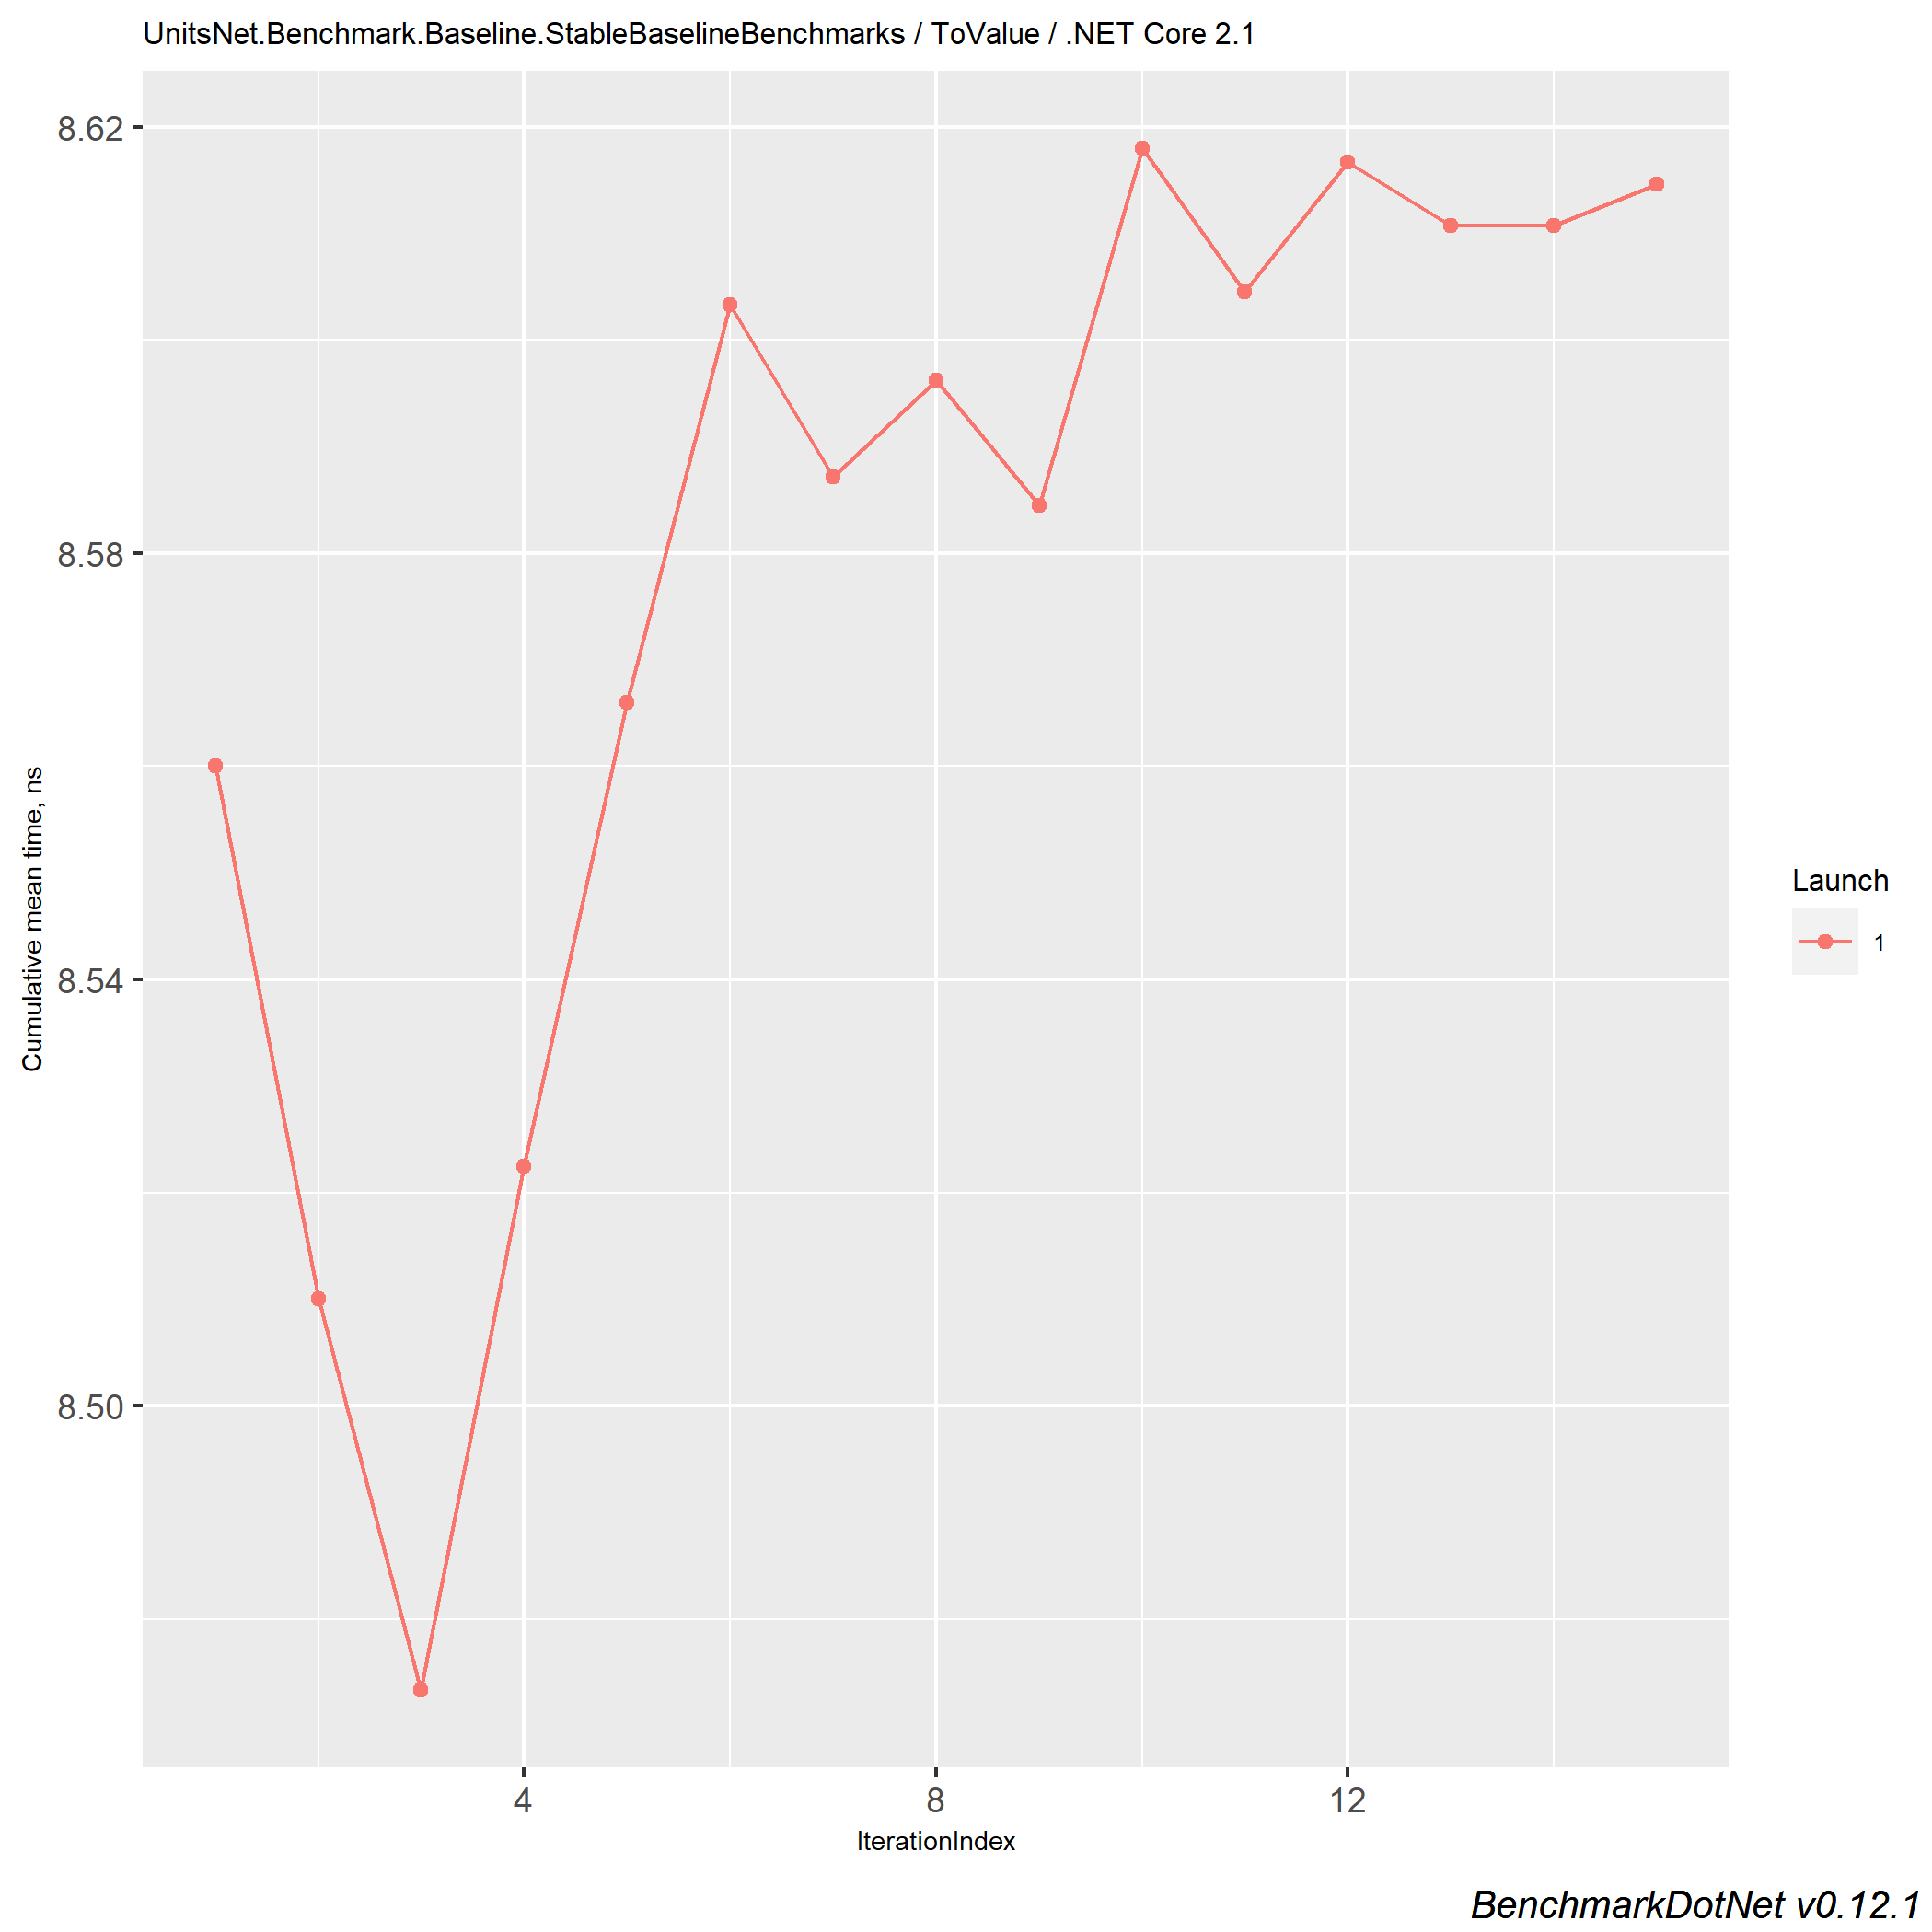 UnitsNet.Benchmark.Baseline.StableBaselineBenchmarks / ToValue / .NET Core 2.1
Cumulative mean time, ns
8.62
8.58
8.54
8.50
4
8
12
IterationIndex
Launch
1
BenchmarkDotNet v0.12.1